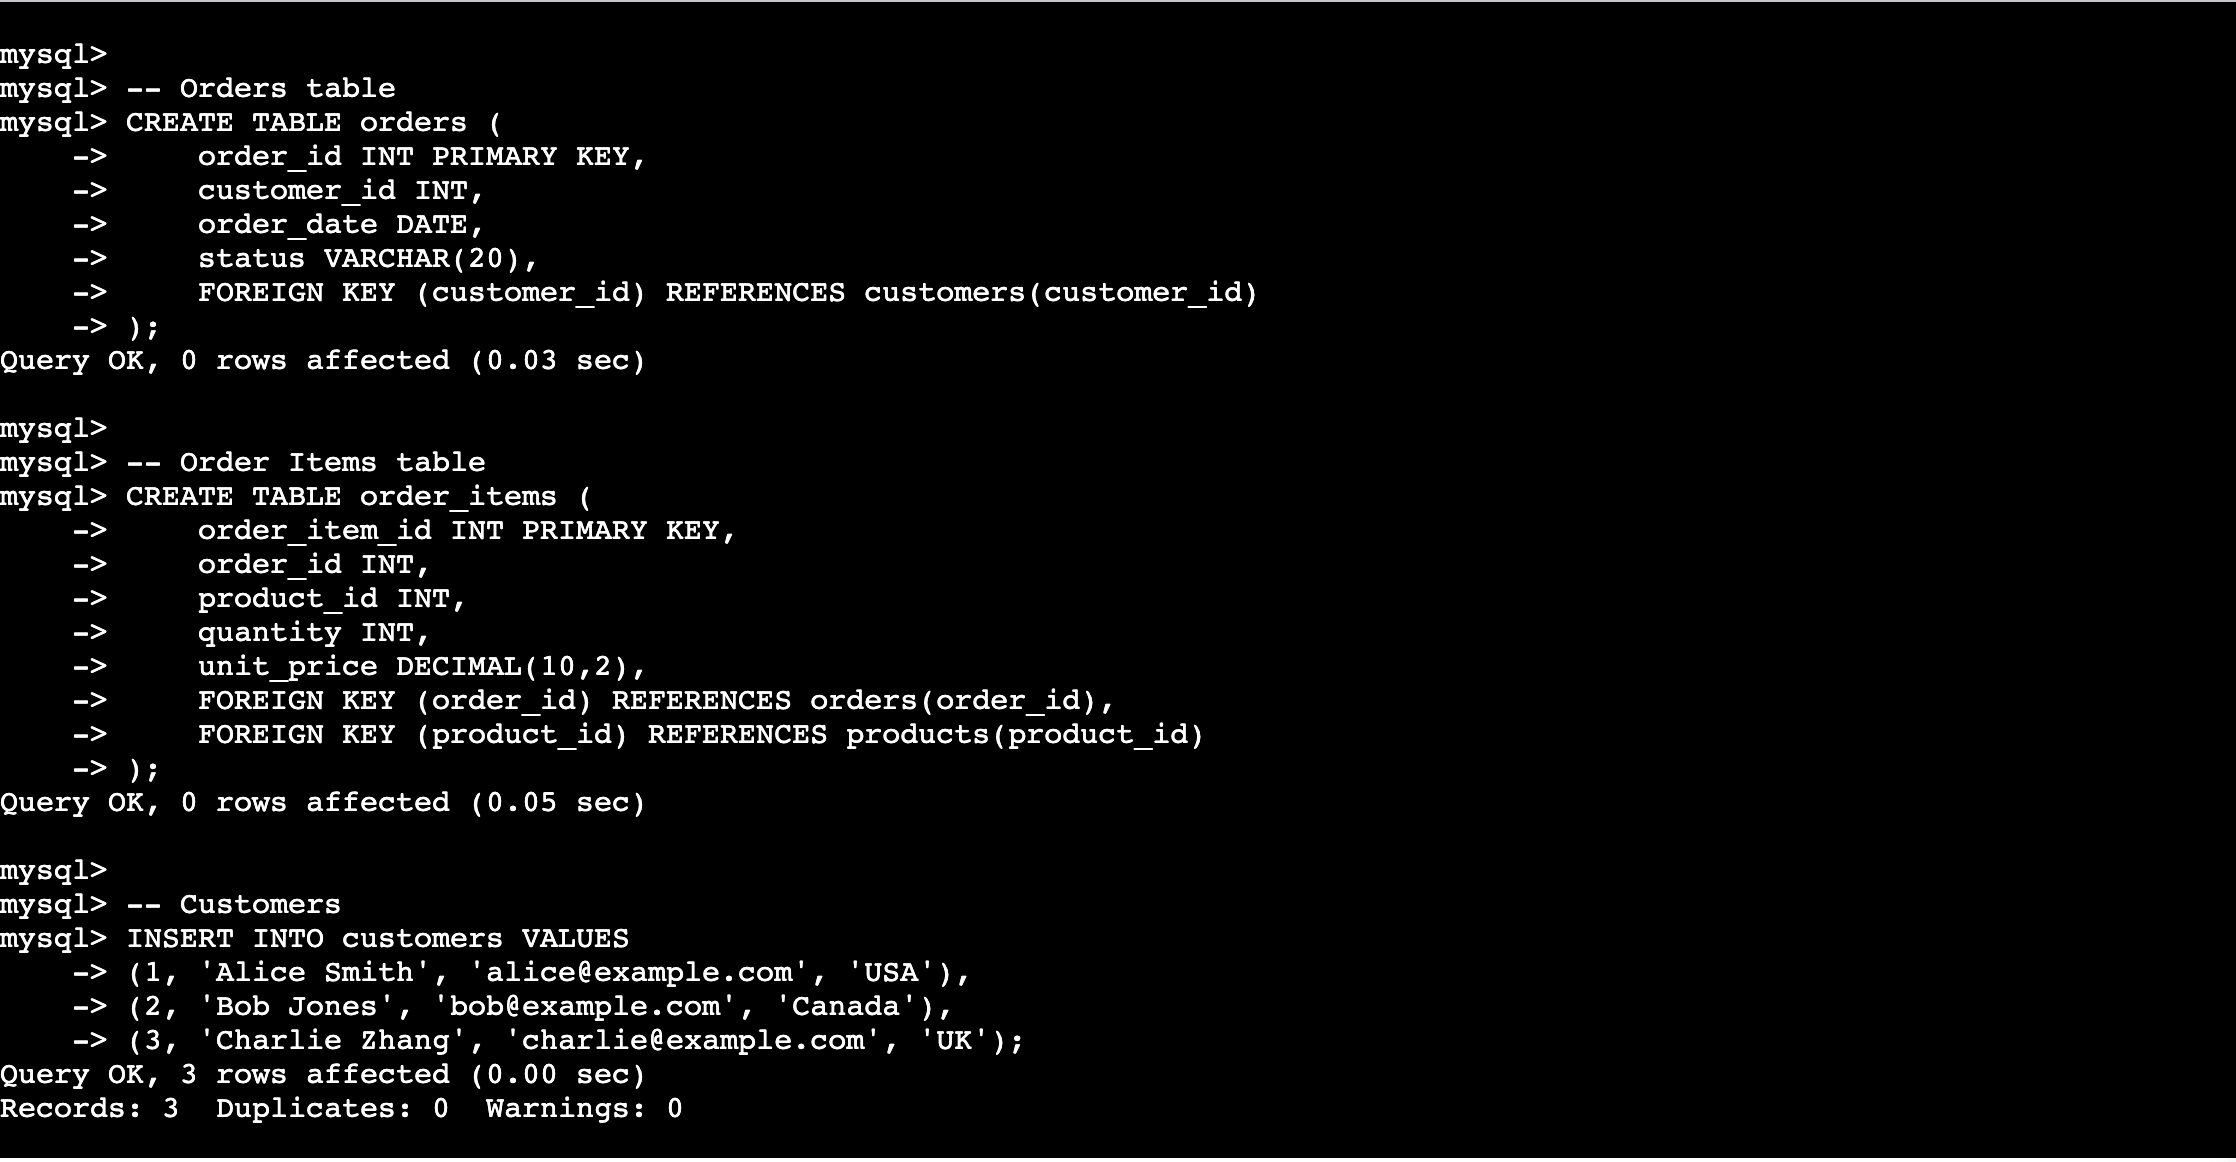 mysql>
mysql> -- Orders table
mysql> CREATE TABLE orders (
    ->     order_id INT PRIMARY KEY,
    ->     customer_id INT,
    ->     order_date DATE,
    ->     status VARCHAR(20),
    ->     FOREIGN KEY (customer_id) REFERENCES customers(customer_id)
    -> );
Query OK, 0 rows affected (0.03 sec)

mysql>
mysql> -- Order Items table
mysql> CREATE TABLE order_items (
    ->     order_item_id INT PRIMARY KEY,
    ->     order_id INT,
    ->     product_id INT,
    ->     quantity INT,
    ->     unit_price DECIMAL(10,2),
    ->     FOREIGN KEY (order_id) REFERENCES orders(order_id),
    ->     FOREIGN KEY (product_id) REFERENCES products(product_id)
    -> );
Query OK, 0 rows affected (0.05 sec)

mysql>
mysql> -- Customers
mysql> INSERT INTO customers VALUES
    -> (1, 'Alice Smith', 'alice@example.com', 'USA'),
    -> (2, 'Bob Jones', 'bob@example.com', 'Canada'),
    -> (3, 'Charlie Zhang', 'charlie@example.com', 'UK');
Query OK, 3 rows affected (0.00 sec)
Records: 3  Duplicates: 0  Warnings: 0